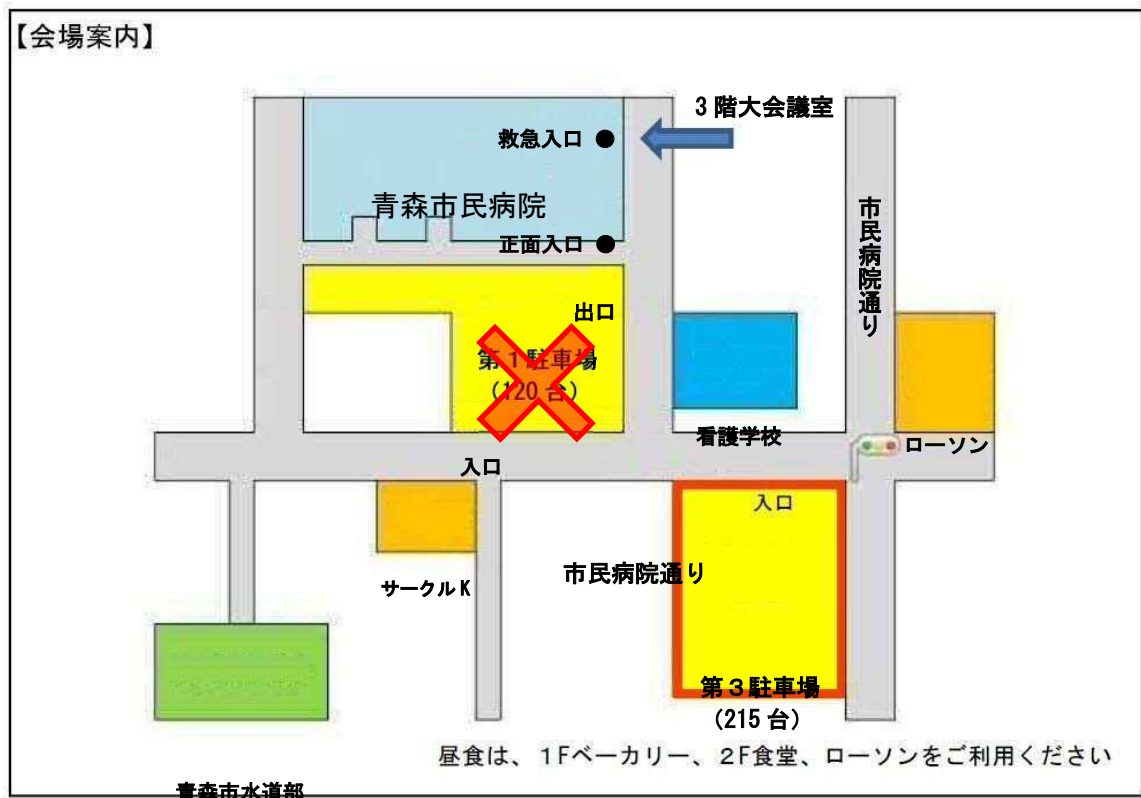 【会場案内】
3階大会議室
救急入口
青森市民病院
市民病院通り
正面入口
出口
第1駐車場
（120台）
看護学校
ローソン
入口
入口
市民病院通り
サークルK
第3駐車場
（215台）
昼食は、1Fベーカリー、2F食堂、ローソンをご利用ください
青森市水道部